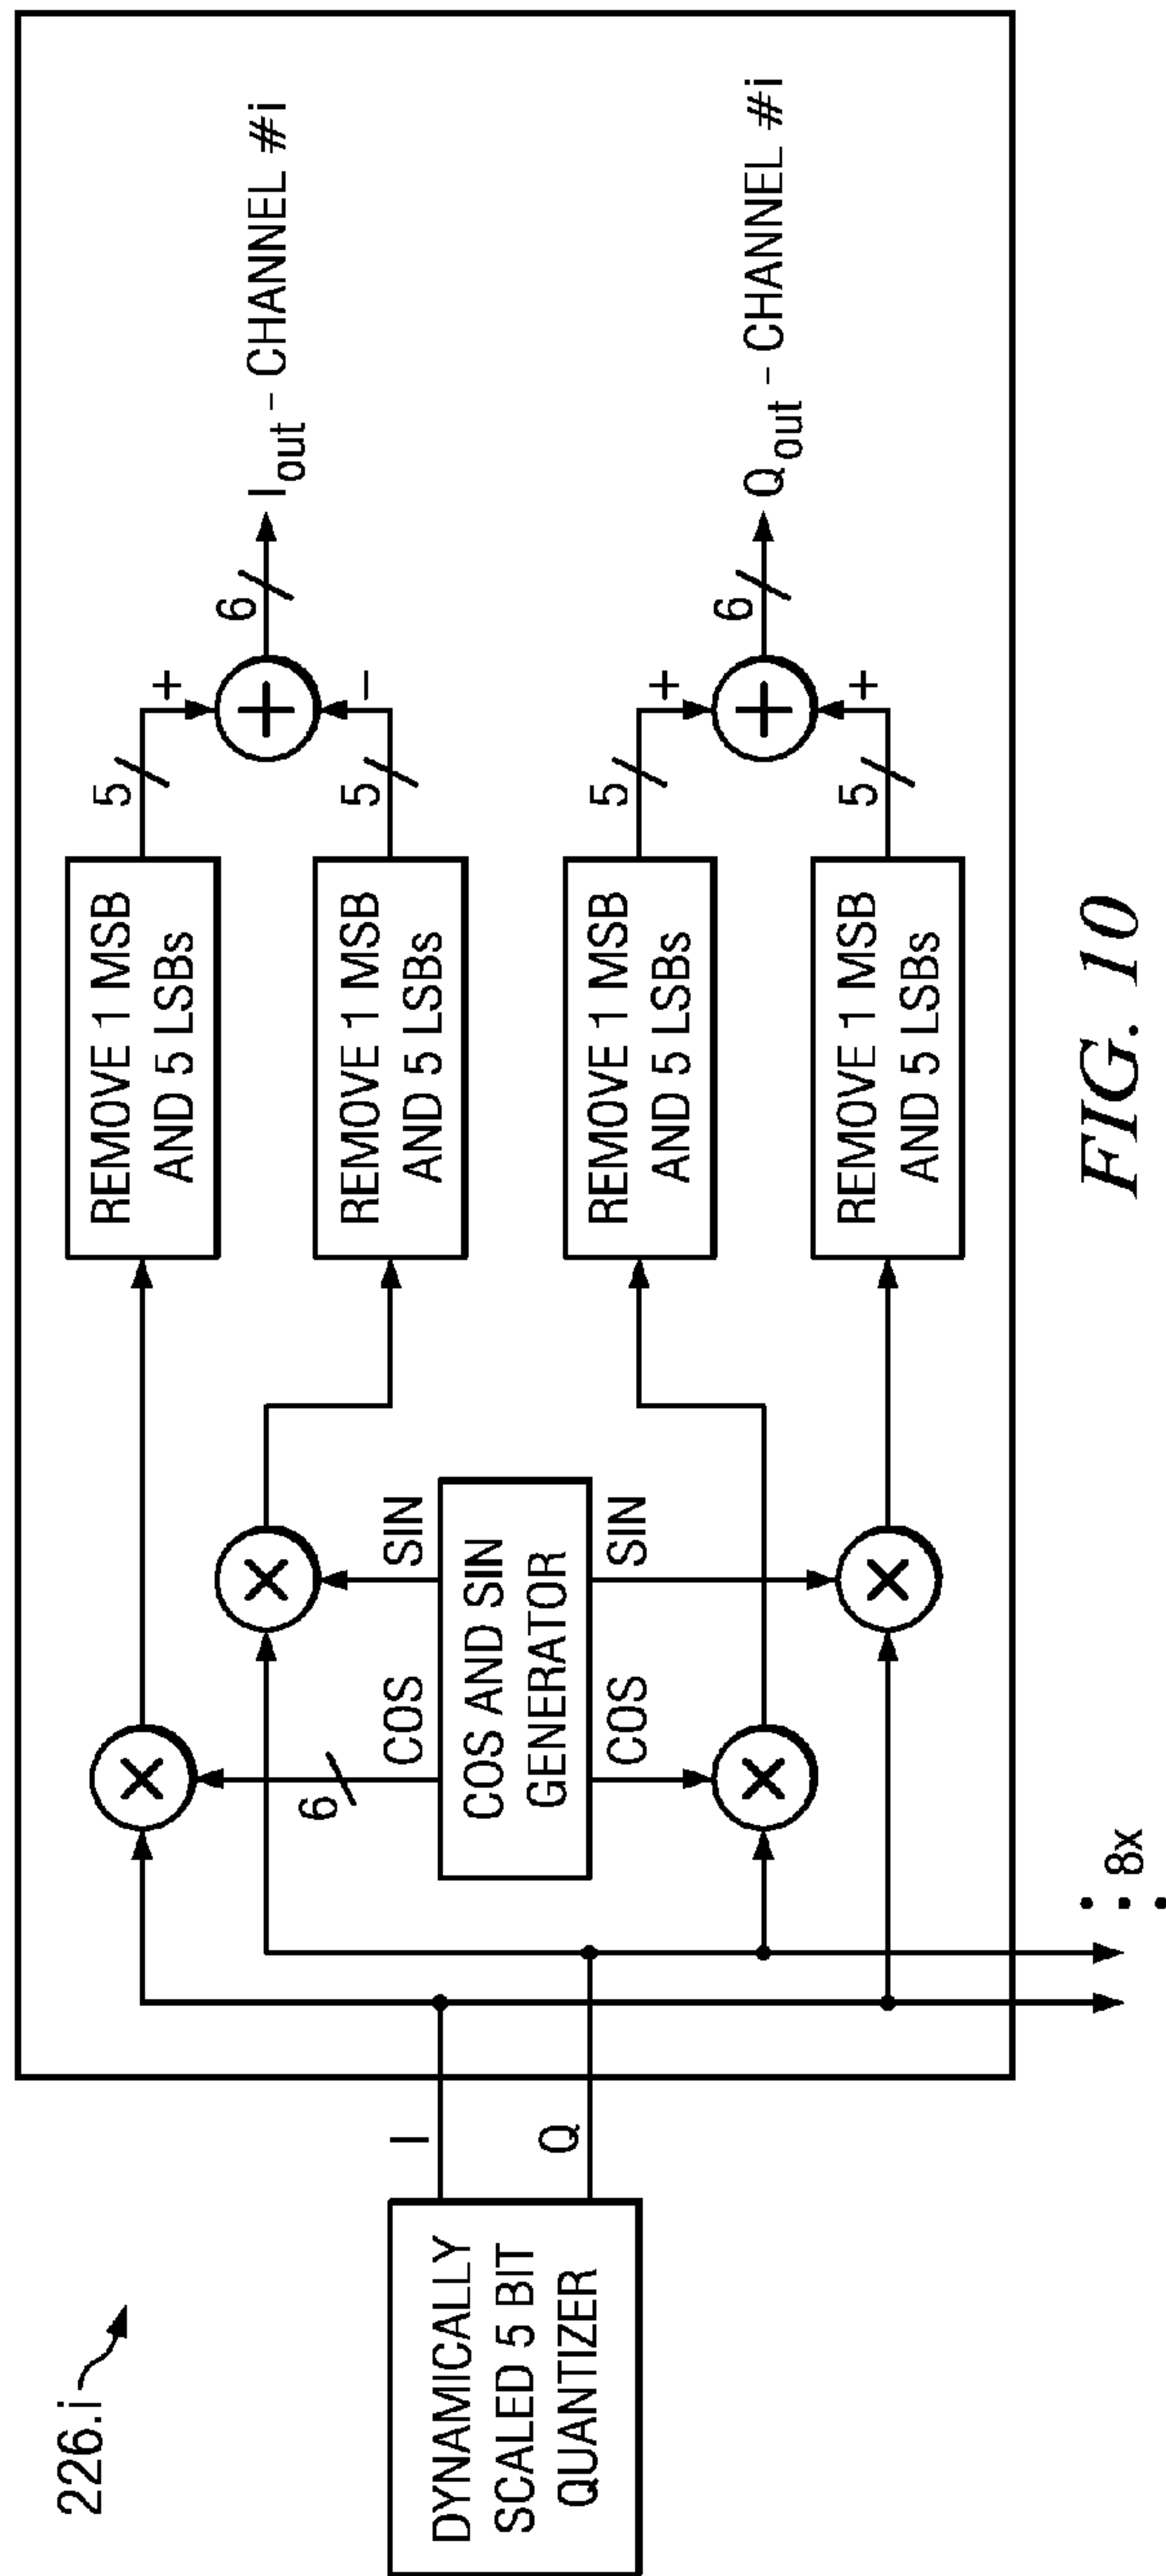 226.i
DYNAMICALLY
SCALED 5 BIT
QUANTIZER
I
Q
6
COS
SIN
COS AND SIN
GENERATOR
COS
SIN
8x
REMOVE 1 MSB
AND 5 LSBs
REMOVE 1 MSB
AND 5 LSBs
REMOVE 1 MSB
AND 5 LSBs
REMOVE 1 MSB
AND 5 LSBs
5
+
5
−
6
Iout − CHANNEL #i
5
+
5
+
6
Qout − CHANNEL #i
FIG. 10